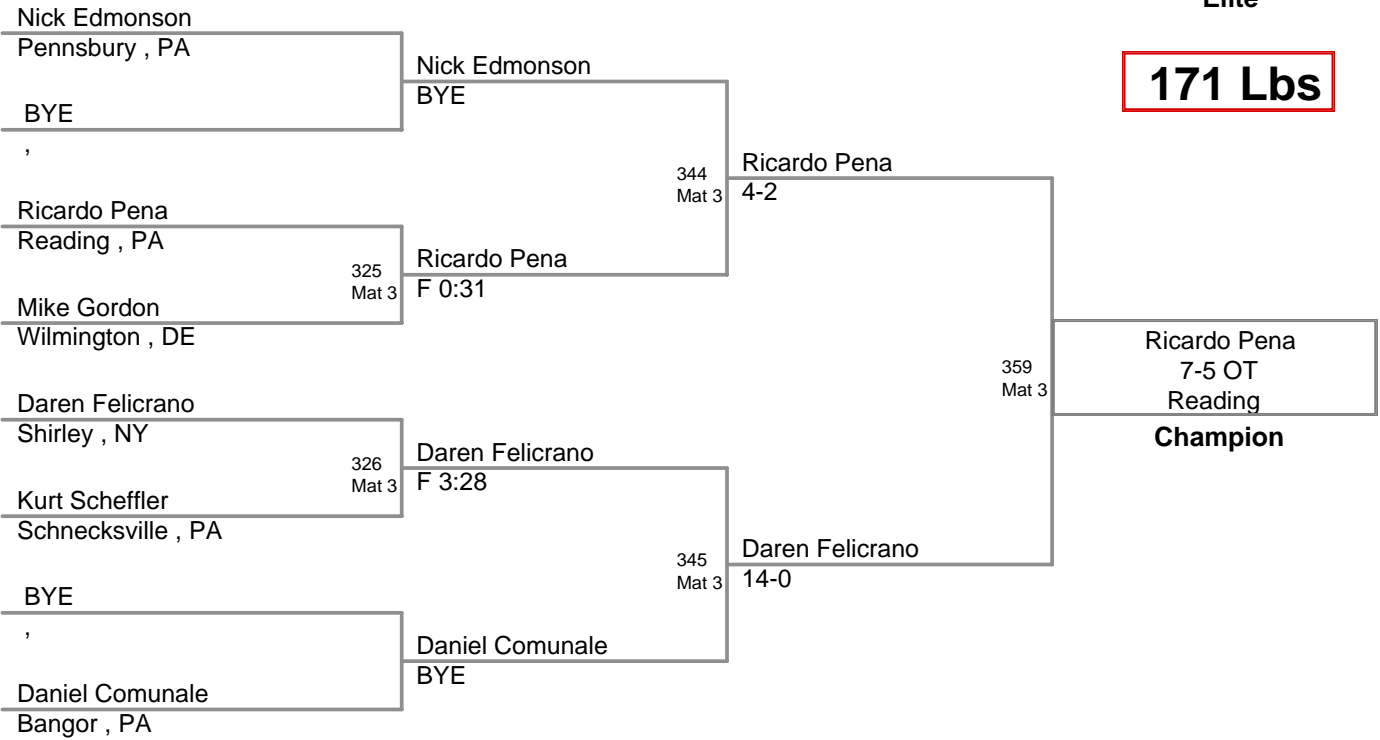 Elite
171 Lbs
Nick Edmonson
Pennsbury , PA
BYE
,
Ricardo Pena
Reading , PA
Mike Gordon
Wilmington , DE
Daren Felicrano
Shirley , NY
Kurt Scheffler
Schnecksville , PA
BYE
,
Daniel Comunale
Bangor , PA
325
Mat 3
326
Mat 3
Nick Edmonson
BYE
Ricardo Pena
F 0:31
Daren Felicrano
F 3:28
Daniel Comunale
BYE
344
Mat 3
345
Mat 3
Ricardo Pena
4-2
Daren Felicrano
14-0
359
Mat 3
Ricardo Pena
7-5 OT
Reading
Champion